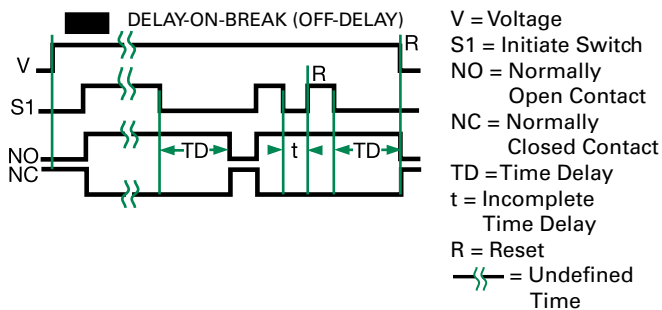 DELAY-ON-BREAK (OFF-DELAY)
R
V
R
S1
NO
TD
t
TD
NC
V = Voltage
S1 = Initiate Switch
NO = Normally
Open Contact
NC = Normally
Closed Contact
TD = Time Delay
t = Incomplete
Time Delay
R = Reset
= Undefined
Time